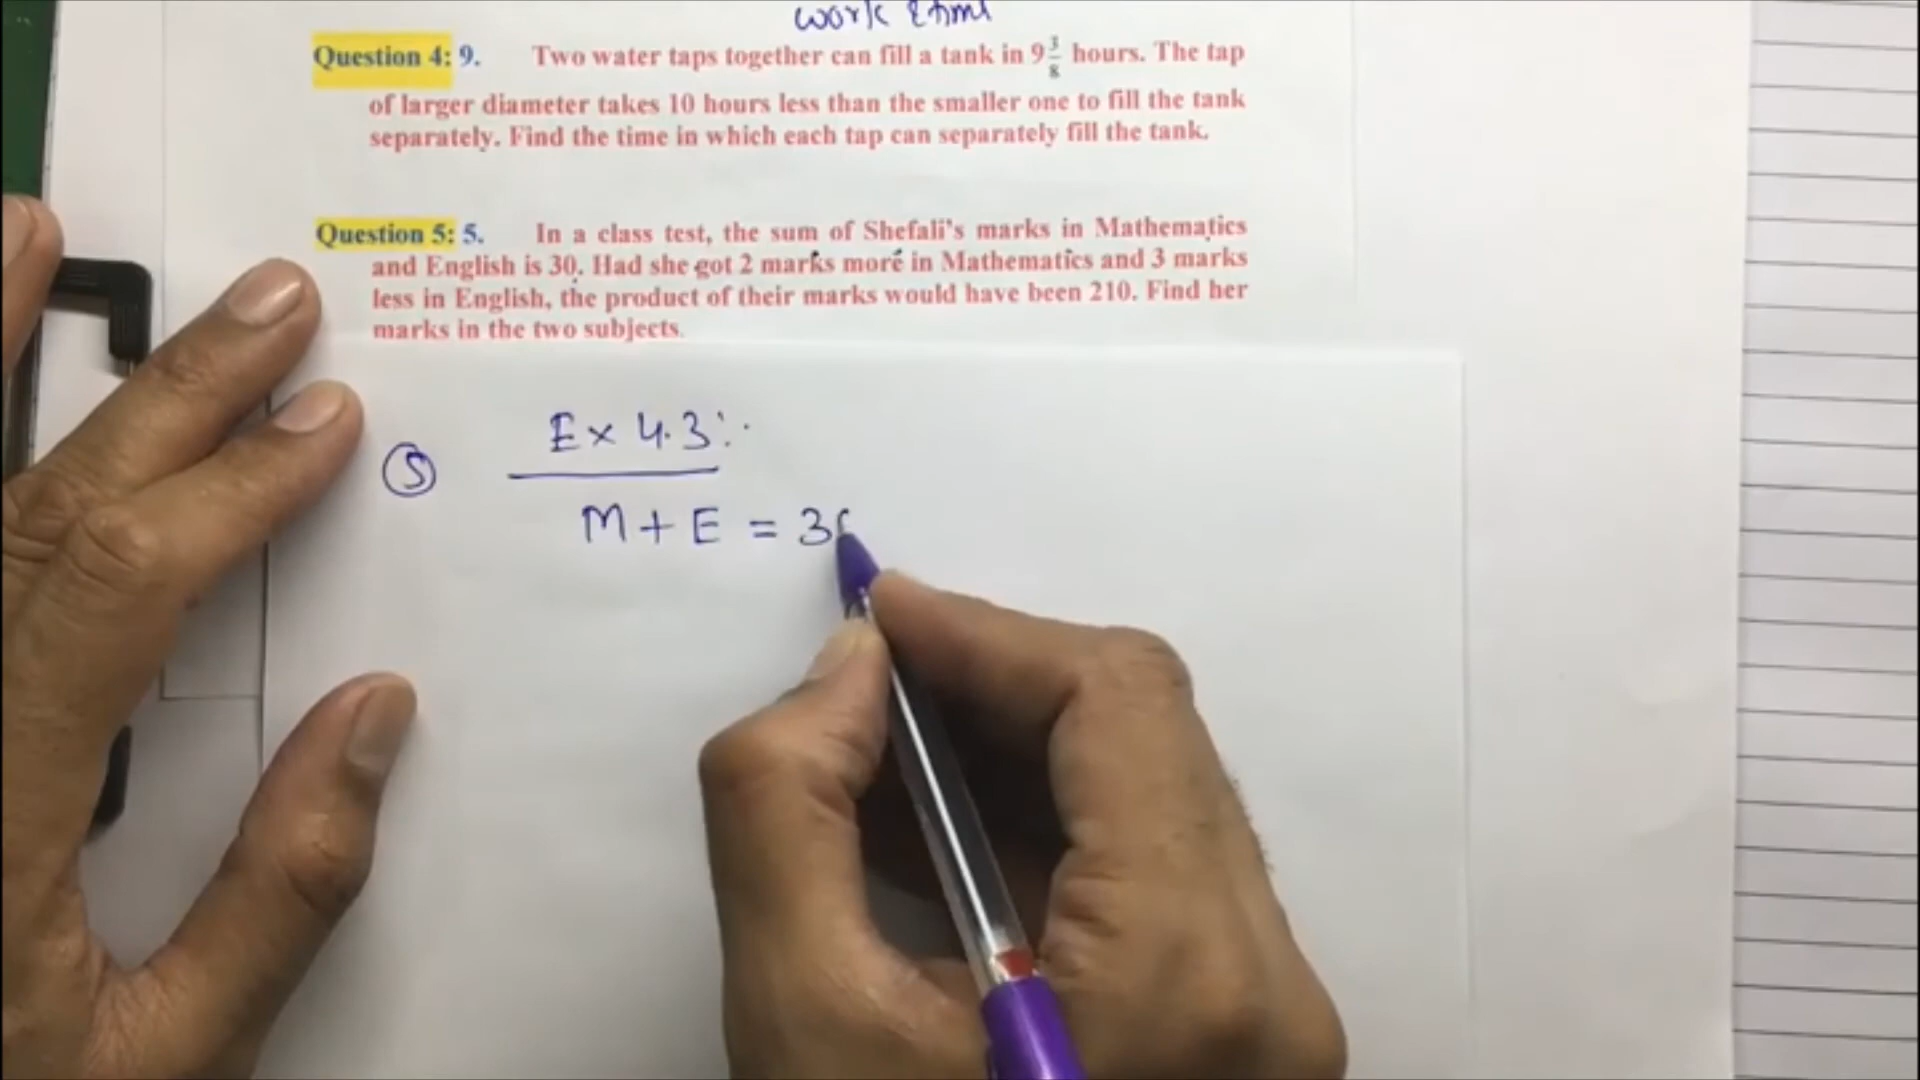 work & time
Question 4: 9. Two water taps together can fill a tank in 9 3/8 hours. The tap
of larger diameter takes 10 hours less than the smaller one to fill the tank
separately. Find the time in which each tap can separately fill the tank.
Question 5: 5. In a class test, the sum of Shefali's marks in Mathematics
and English is 30. Had she got 2 marks more in Mathematics and 3 marks
less in English, the product of their marks would have been 210. Find her
marks in the two subjects.
Ex 4.3:.
5
M + E = 30